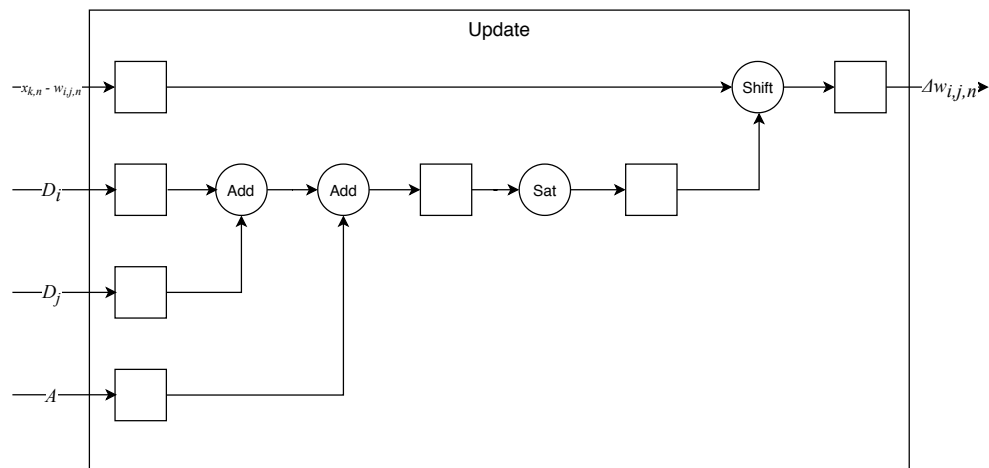 Update
x_{k,n} - w_{i,j,n}
Shift
Δw_{i,j,n}
D_i
Add
Add
Sat
D_j
A